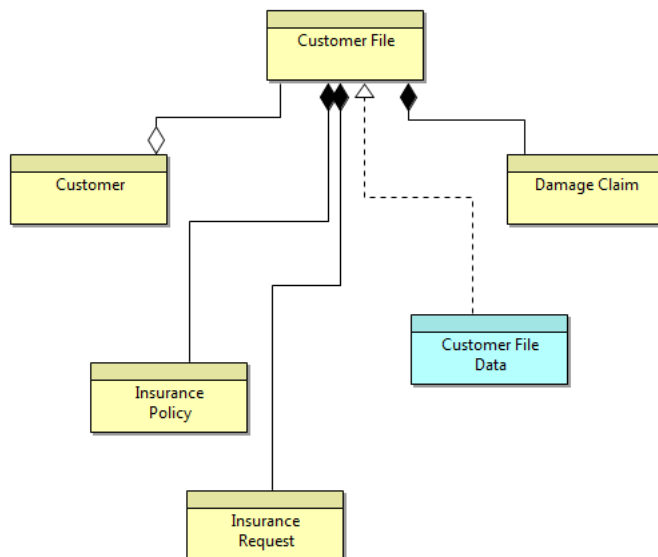 Customer File
Customer
Damage Claim
Customer File
Data
Insurance
Policy
Insurance
Request